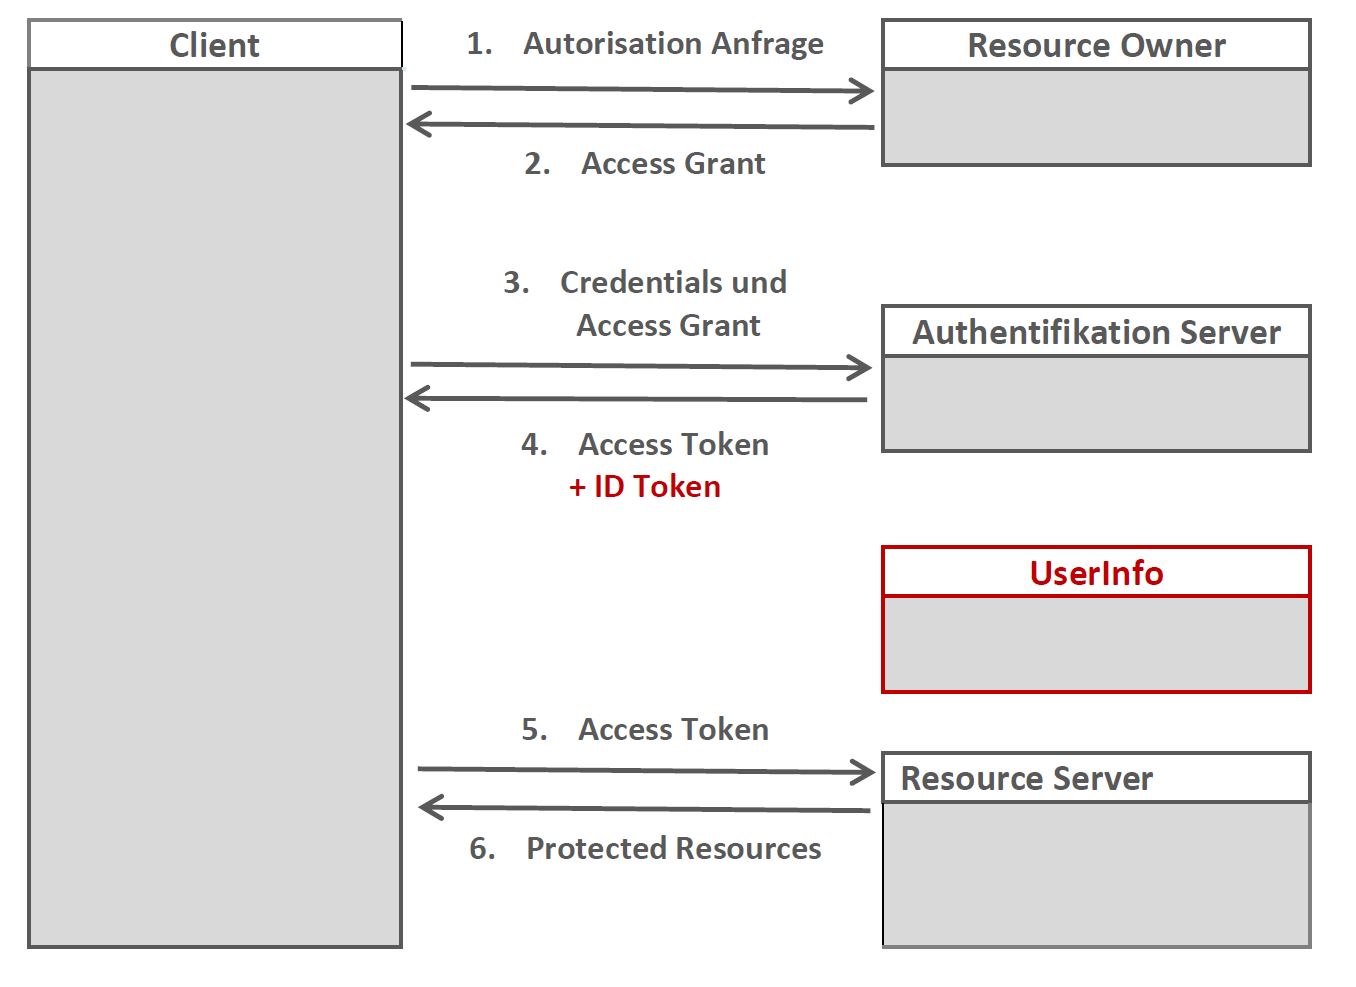 Client
1. Autorisation Anfrage
Resource Owner
2. Access Grant
3. Credentials und
Access Grant
Authentifikation Server
4. Access Token
+ ID Token
UserInfo
5. Access Token
Resource Server
6. Protected Resources